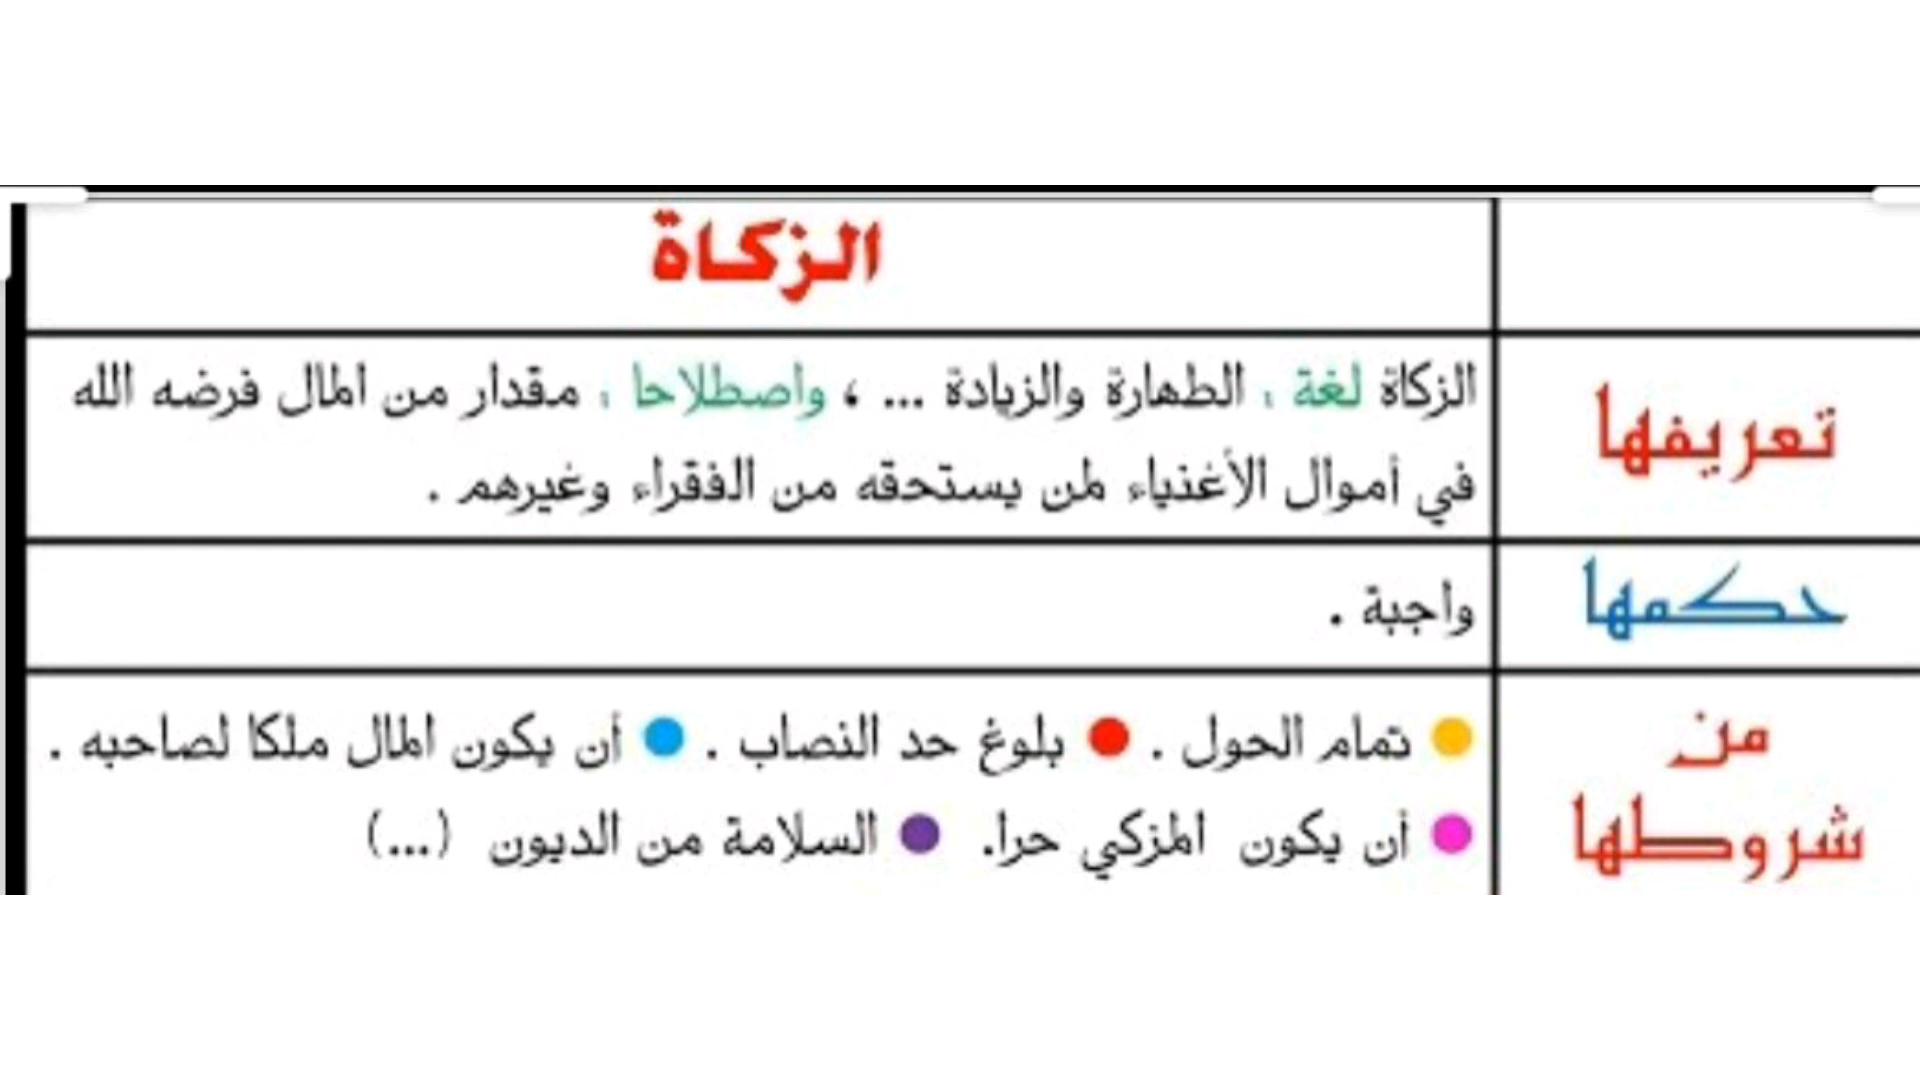 الزكاة
تعريفها
الزكاة لغة : الطهارة والزيادة ... ، واصطلاحا : مقدار من المال فرضه الله
في أموال الأغنياء لمن يستحقه من الفقراء وغيرهم .
حكمها
واجبة .
من
شروطها
تمام الحول . بلوغ حد النصاب . أن يكون المال ملكا لصاحبه .
أن يكون المزكي حرا. السلامة من الديون (...)